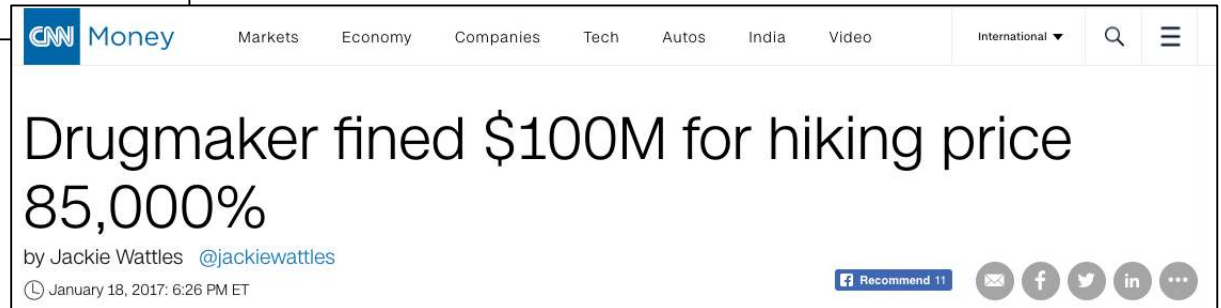 CNN Money Markets Economy Companies Tech Autos India Video International
Drugmaker fined $100M for hiking price
85,000%
by Jackie Wattles @jackiewattles
January 18, 2017: 6:26 PM ET
f Recommend 11 f in